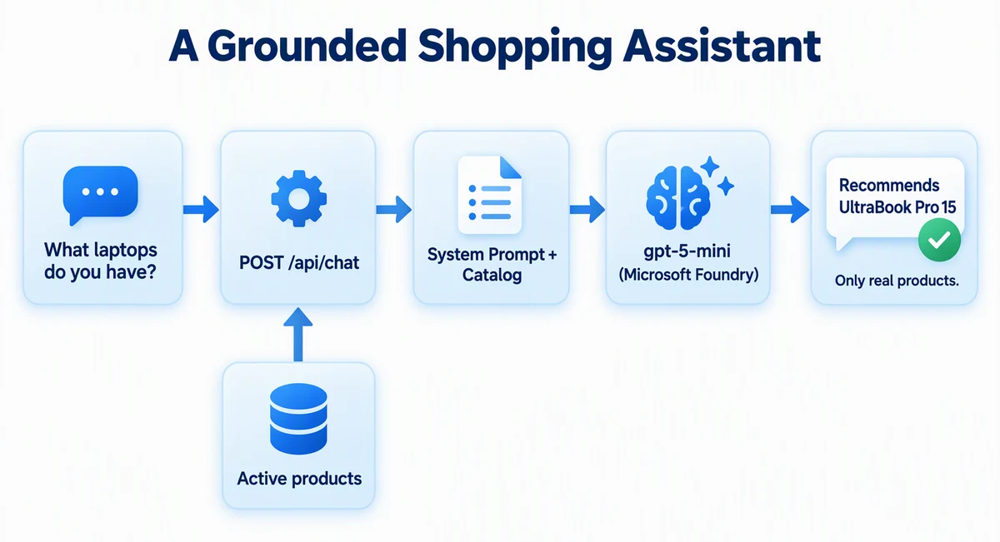 A Grounded Shopping Assistant
What laptops
do you have?
POST /api/chat
System Prompt +
Catalog
gpt-5-mini
(Microsoft Foundry)
Recommends
UltraBook Pro 15
Only real products.
Active products